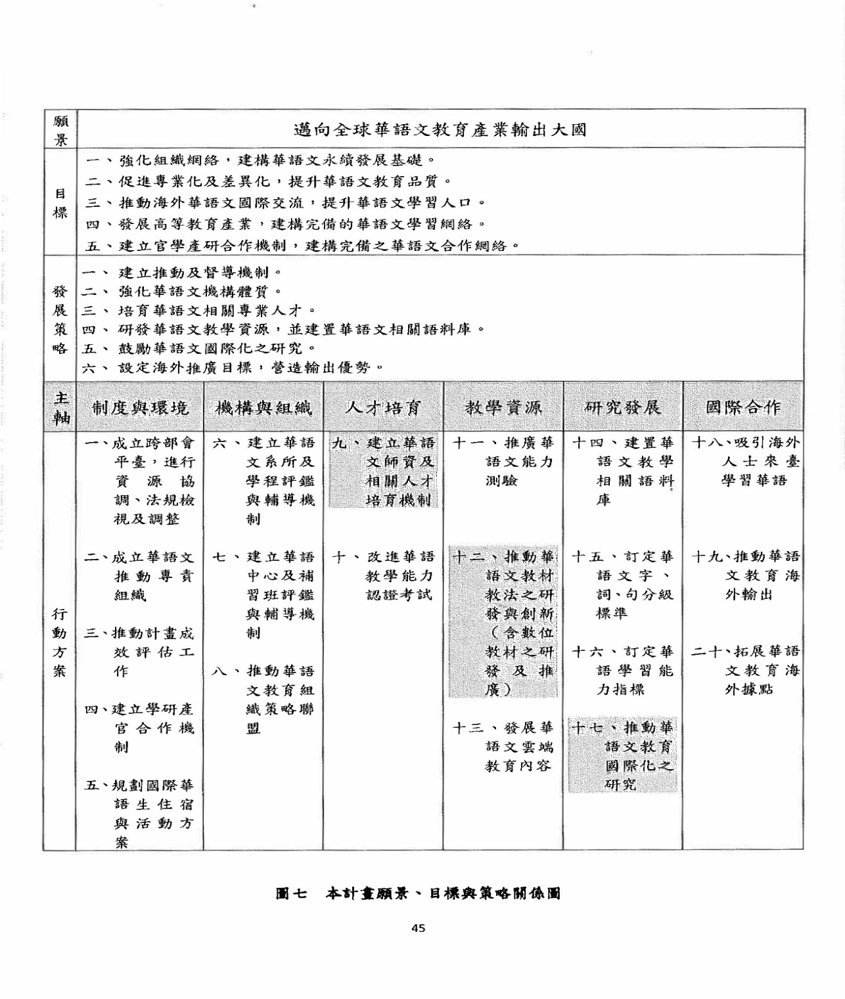 願景
邁向全球華語文教育產業輸出大國
目標
一、強化組織網絡,建構華語文永續發展基礎。
二、促進專業化及差異化,提升華語文教育品質。
三、推動海外華語文國際交流,提升華語文學習人口。
四、發展高等教育產業,建構完備的華語文學習網絡。
五、建立官學產研合作機制,建構完備之華語文合作網絡。
發展策略
一、 建立推動及督導機制。
二、 強化華語文機構體質。
三、 培育華語文相關專業人才。
四、 研發華語文教學資源,並建置華語文相關語料庫。
五、 鼓勵華語文國際化之研究。
六、 設定海外推廣目標,營造輸出優勢。
主軸
制度與環境
機構與組織
人才培育
教學資源
研究發展
國際合作
行動方案
一、成立跨部會
平臺,進行
資源協
調、法規檢
視及調整
二、成立華語文
推動專責
組織
三、推動計畫成
效評估工
作
四、建立學研產
官合作機
制
五、規劃國際華
語生住宿
與活動方
案
六、建立華語
文系所及
學程評鑑
與輔導機
制
七、建立華語
中心及補
習班評鑑
與輔導機
制
八、推動華語
文教育組
織策略聯
盟
九、建立華語
文師資及
相關人才
培育機制
十、改進華語
教學能力
認證考試
十一、推廣華
語文能力
測驗
十二、推動華
語文教材
教法之研
發與創新
(含數位
教材之研
發及推
廣)
十三、發展華
語文雲端
教育內容
十四、建置華
語文教學
相關語料
庫
十五、訂定華
語文字、
詞、句分級
標準
十六、訂定華
語學習能
力指標
十七、推動華
語文教育
國際化之
研究
十八、吸引海外
人士來臺
學習華語
十九、推動華語
文教育海
外輸出
二十、拓展華語
文教育海
外據點
圖七 本計畫願景、目標與策略關係圖
45